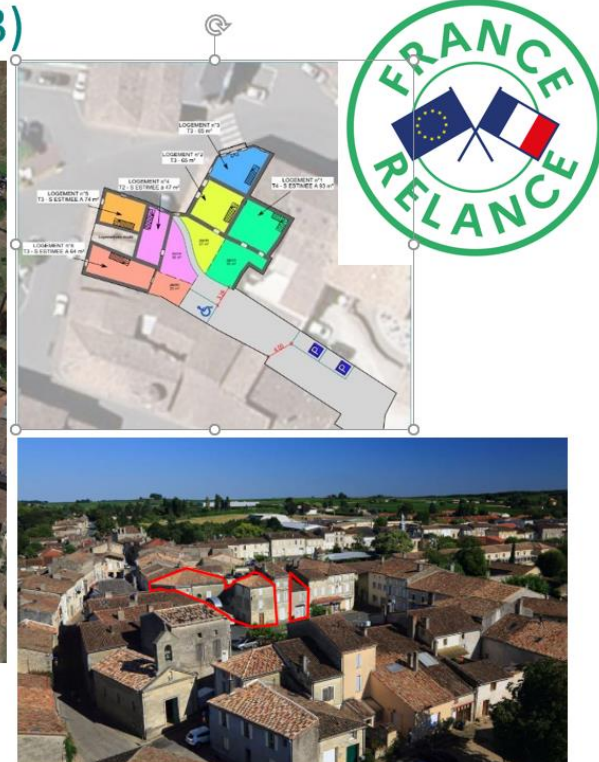 3)
FRANCE
RELANCE
LOGEMENT n°3
T3 - 65 m²
LOGEMENT n°2
T3 - 65 m²
LOGEMENT n°4
T2 - S ESTIMEE à 47 m²
LOGEMENT n°1
T4 - S ESTIMEE A 93 m²
LOGEMENT n°5
T3 - S ESTIMEE A 74 m²
LOGEMENT n°6
T3 - S ESTIMEE A 64 m²
P
P